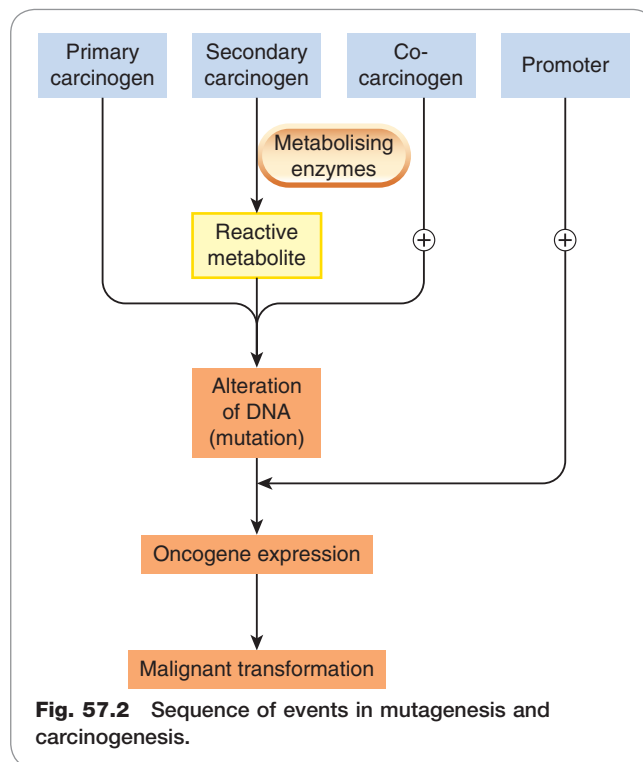 Primary
carcinogen
Secondary
carcinogen
Co-
carcinogen
Promoter
Metabolising
enzymes
Reactive
metabolite
+
+
Alteration
of DNA
(mutation)
Oncogene expression
Malignant transformation
Fig. 57.2 Sequence of events in mutagenesis and
carcinogenesis.